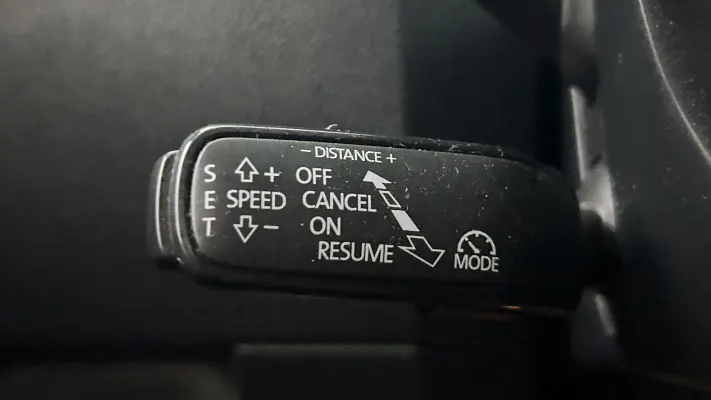 − DISTANCE +
S + OFF
E SPEED CANCEL
T − ON
RESUME
MODE